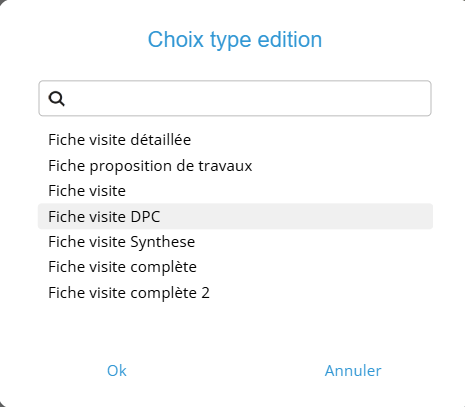 Choix type edition
Fiche visite détaillée
Fiche proposition de travaux
Fiche visite
Fiche visite DPC
Fiche visite Synthese
Fiche visite complète
Fiche visite complète 2
Ok
Annuler